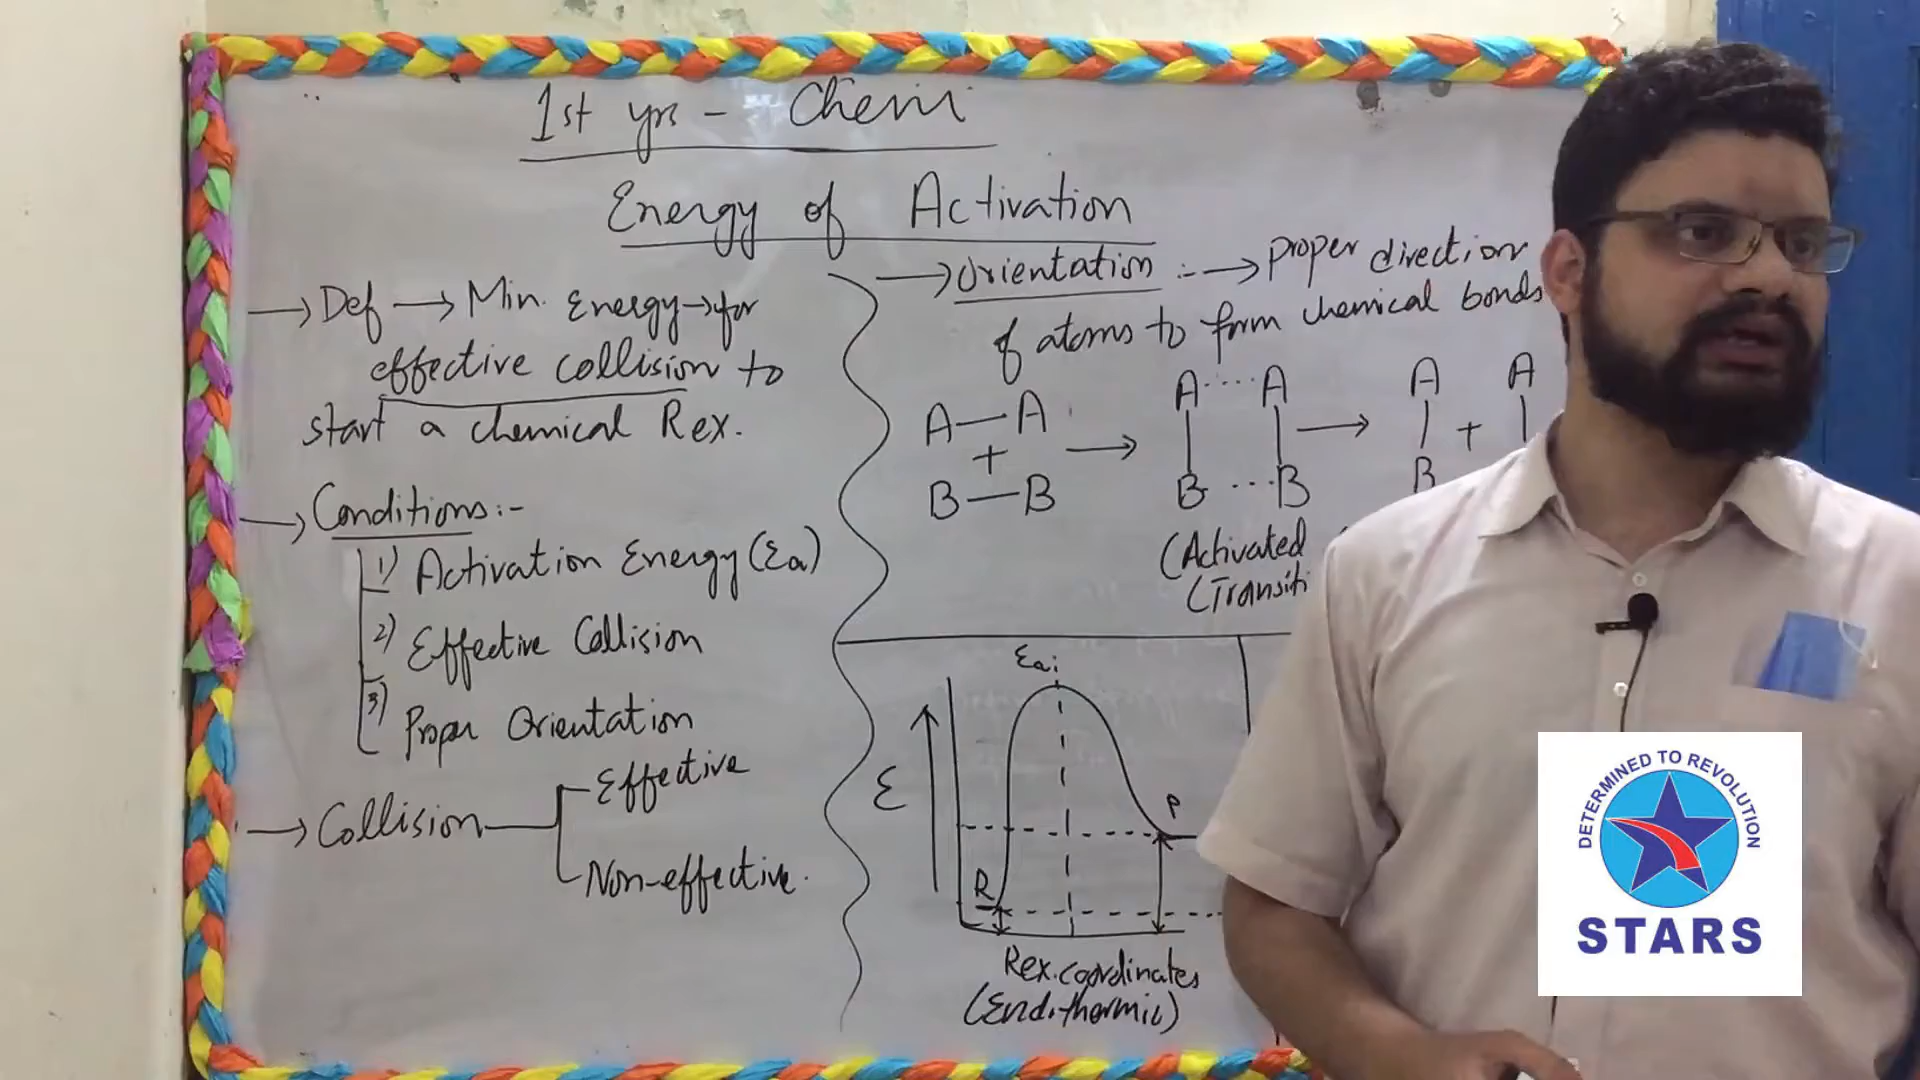 1st yrs - Chem
Energy of Activation
→ Def → Min. Energy → for
effective collision to
start a chemical Rex.
→ Conditions :-
1) Activation Energy (Ea)
2) Effective Collision
3) Proper Orientation
→ Collision
Effective
Non-effective.
→ Orientation :- → Proper direction
of atoms to form chemical bonds
A—A
+
B—B
→
A....A
B...B
→
A + A
B
(Activated
Ea
E
R
P
Rex. coordinates
(Endothermic)
DETERMINED TO REVOLUTION
STARS